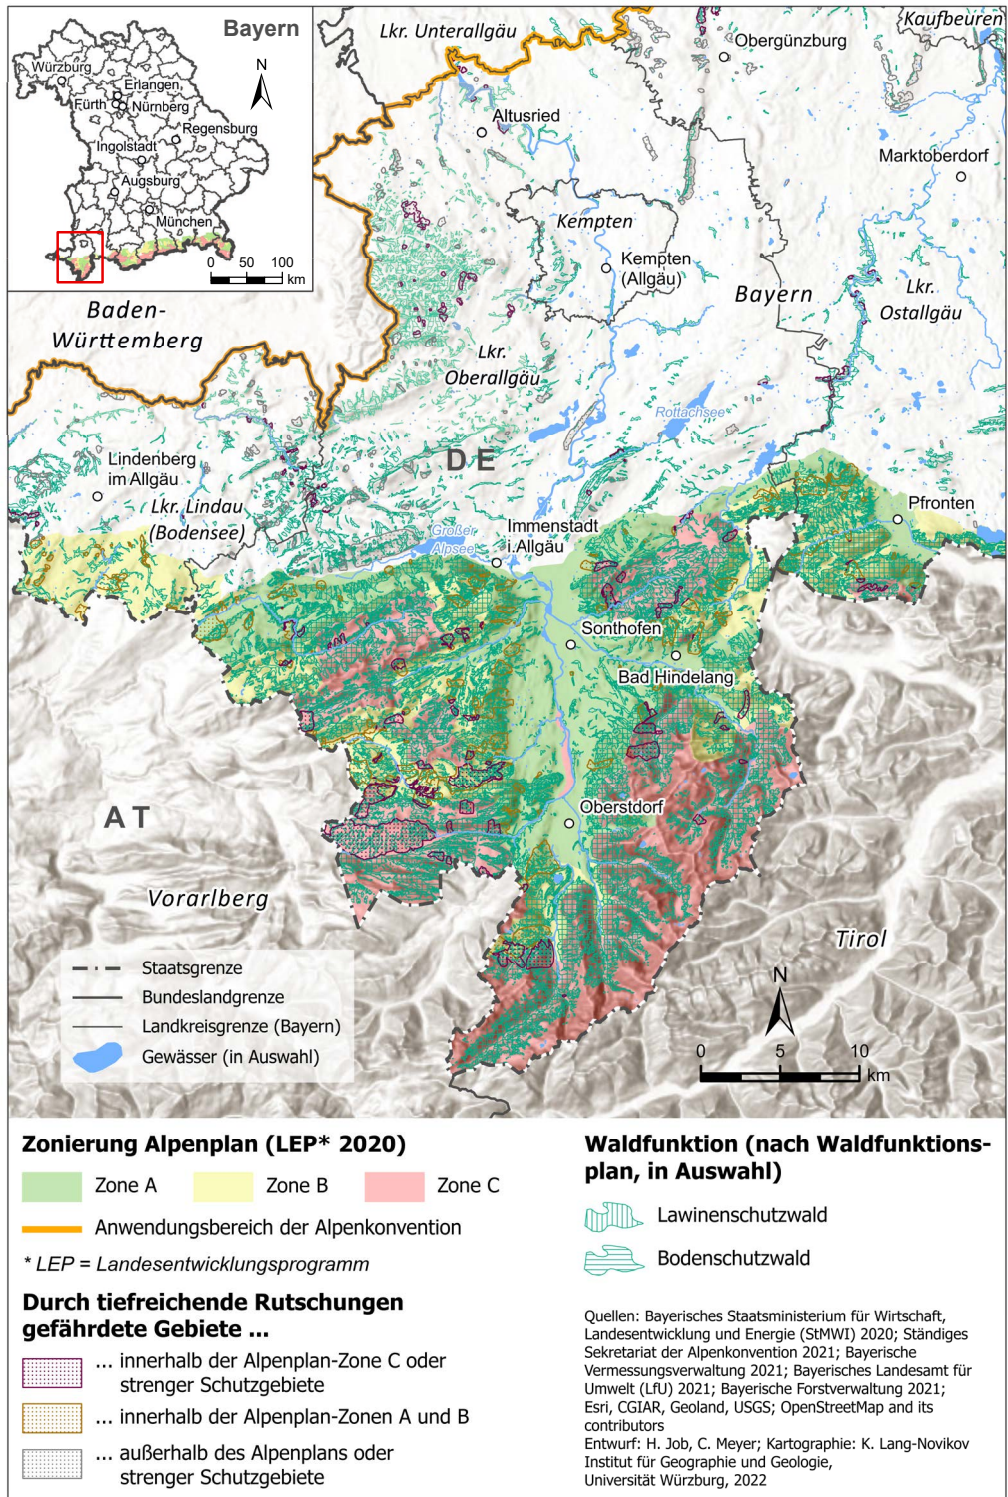 Bayern
N
Würzburg
Erlangen
Fürth
Nürnberg
Regensburg
Ingolstadt
Augsburg
München
0 50 100
km
Lkr. Unterallgäu
Kaufbeuren
Obergünzburg
Altusried
Marktoberdorf
Kempten
Kempten
(Allgäu)
Bayern
Lkr.
Ostallgäu
Baden-
Württemberg
Lkr.
Oberallgäu
Rottachsee
DE
Lindenberg
im Allgäu
Lkr. Lindau
(Bodensee)
Großer
Alpsee
Immenstadt
i.Allgäu
Pfronten
Sonthofen
Bad Hindelang
AT
Oberstdorf
Vorarlberg
Tirol
Staatsgrenze
Bundeslandgrenze
Landkreisgrenze (Bayern)
Gewässer (in Auswahl)
N
0 5 10
km
Zonierung Alpenplan (LEP* 2020)
Zone A Zone B Zone C
Anwendungsbereich der Alpenkonvention
* LEP = Landesentwicklungsprogramm
Durch tiefreichende Rutschungen
gefährdete Gebiete ...
... innerhalb der Alpenplan-Zone C oder
strenger Schutzgebiete
... innerhalb der Alpenplan-Zonen A und B
... außerhalb des Alpenplans oder
strenger Schutzgebiete
Waldfunktion (nach Waldfunktions-
plan, in Auswahl)
Lawinenschutzwald
Bodenschutzwald
Quellen: Bayerisches Staatsministerium für Wirtschaft,
Landesentwicklung und Energie (StMWI) 2020; Ständiges
Sekretariat der Alpenkonvention 2021; Bayerische
Vermessungsverwaltung 2021; Bayerisches Landesamt für
Umwelt (LfU) 2021; Bayerische Forstverwaltung 2021;
Esri, CGIAR, Geoland, USGS; OpenStreetMap and its
contributors
Entwurf: H. Job, C. Meyer; Kartographie: K. Lang-Novikov
Institut für Geographie und Geologie,
Universität Würzburg, 2022